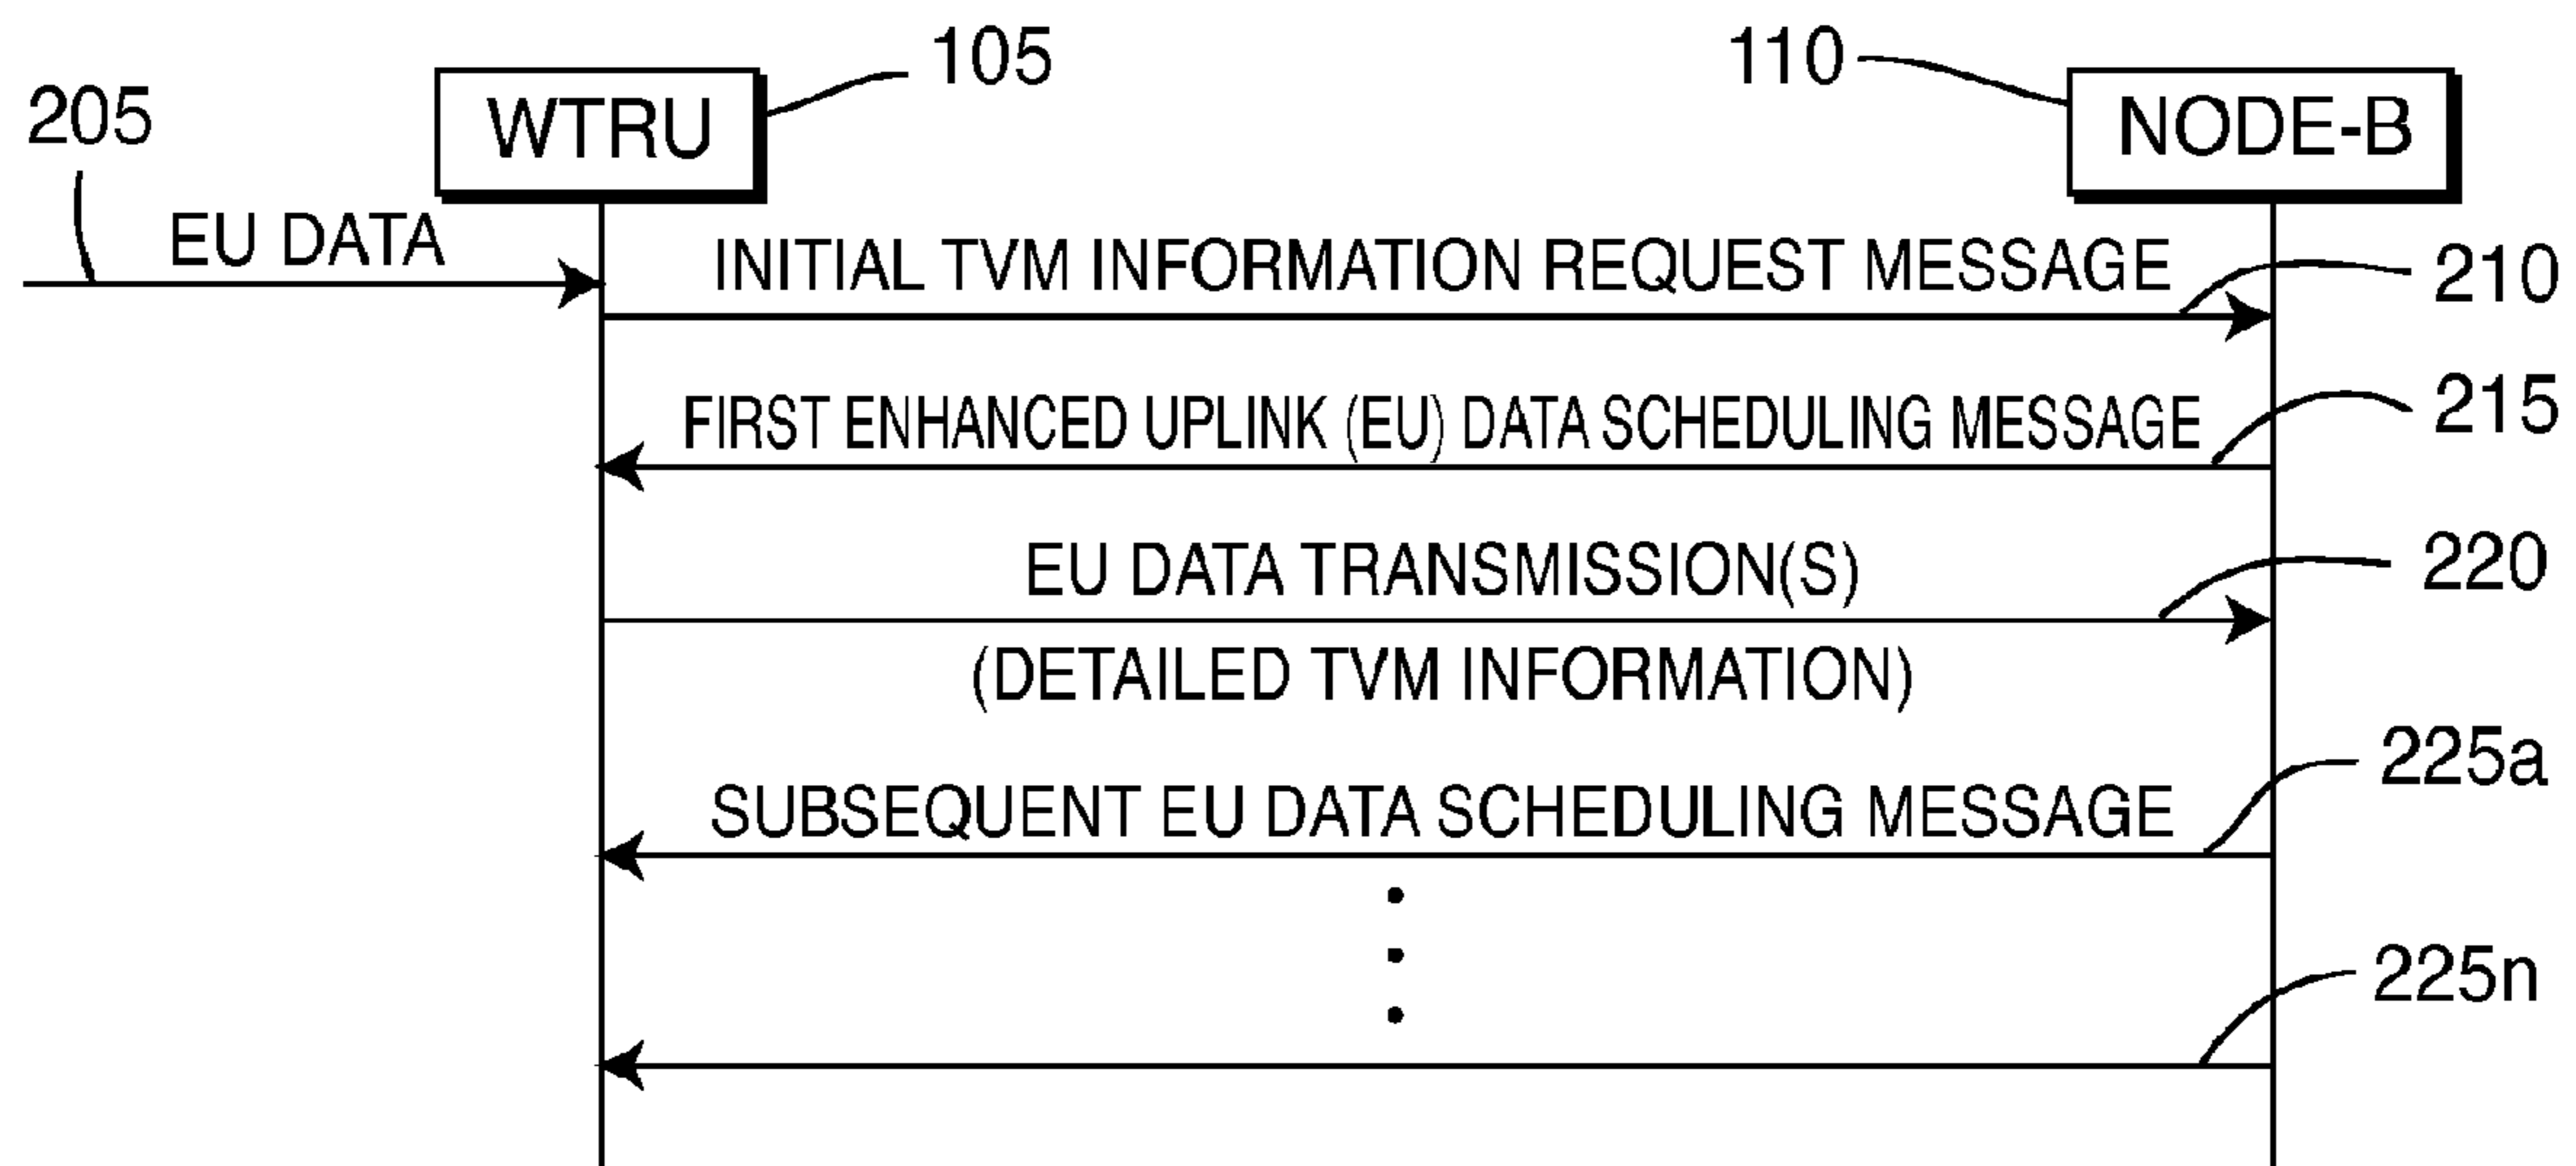 105
110
205
WTRU
NODE-B
EU DATA
INITIAL TVM INFORMATION REQUEST MESSAGE
210
FIRST ENHANCED UPLINK (EU) DATA SCHEDULING MESSAGE
215
EU DATA TRANSMISSION(S)
220
(DETAILED TVM INFORMATION)
225a
SUBSEQUENT EU DATA SCHEDULING MESSAGE
225n